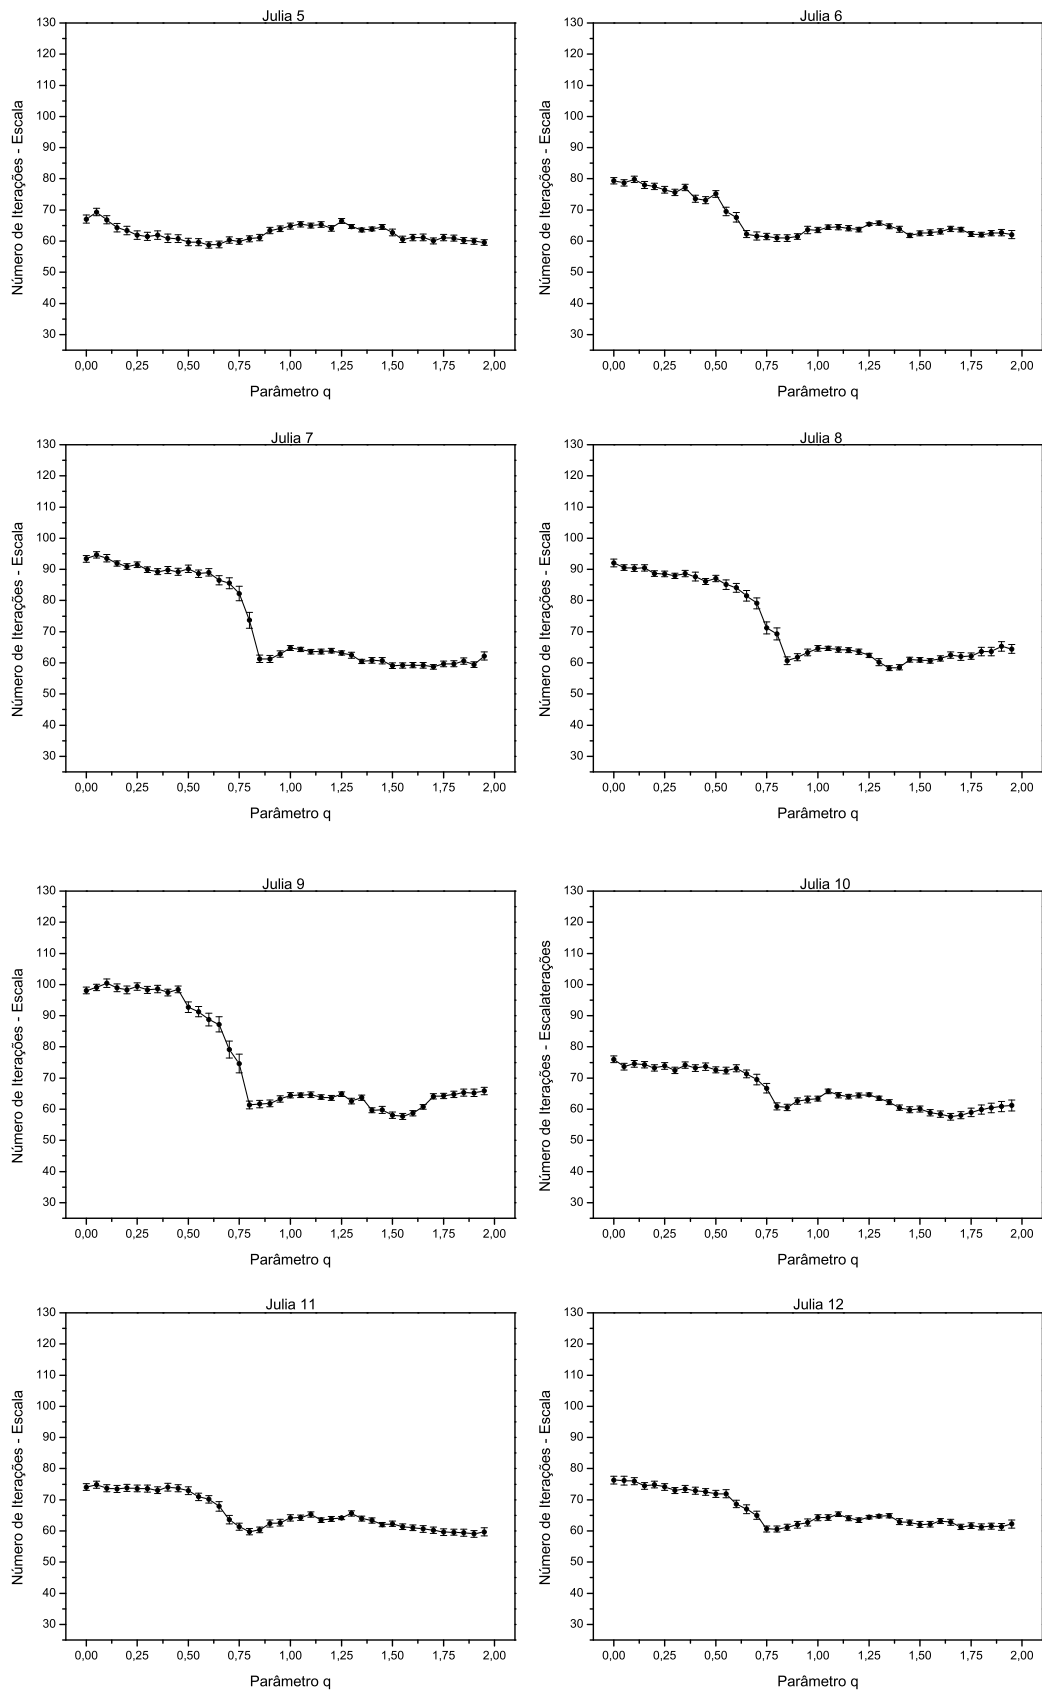 Julia 5
130
120
110
100
90
80
70
60
50
40
30
Número de Iterações - Escala
0,00 0,25 0,50 0,75 1,00 1,25 1,50 1,75 2,00
Parâmetro q
Julia 6
130
120
110
100
90
80
70
60
50
40
30
Número de Iterações - Escala
0,00 0,25 0,50 0,75 1,00 1,25 1,50 1,75 2,00
Parâmetro q
Julia 7
130
120
110
100
90
80
70
60
50
40
30
Número de Iterações - Escala
0,00 0,25 0,50 0,75 1,00 1,25 1,50 1,75 2,00
Parâmetro q
Julia 8
130
120
110
100
90
80
70
60
50
40
30
Número de Iterações - Escala
0,00 0,25 0,50 0,75 1,00 1,25 1,50 1,75 2,00
Parâmetro q
Julia 9
130
120
110
100
90
80
70
60
50
40
30
Número de Iterações - Escala
0,00 0,25 0,50 0,75 1,00 1,25 1,50 1,75 2,00
Parâmetro q
Julia 10
130
120
110
100
90
80
70
60
50
40
30
Número de Iterações - Escalaterações
0,00 0,25 0,50 0,75 1,00 1,25 1,50 1,75 2,00
Parâmetro q
Julia 11
130
120
110
100
90
80
70
60
50
40
30
Número de Iterações - Escala
0,00 0,25 0,50 0,75 1,00 1,25 1,50 1,75 2,00
Parâmetro q
Julia 12
130
120
110
100
90
80
70
60
50
40
30
Número de Iterações - Escala
0,00 0,25 0,50 0,75 1,00 1,25 1,50 1,75 2,00
Parâmetro q